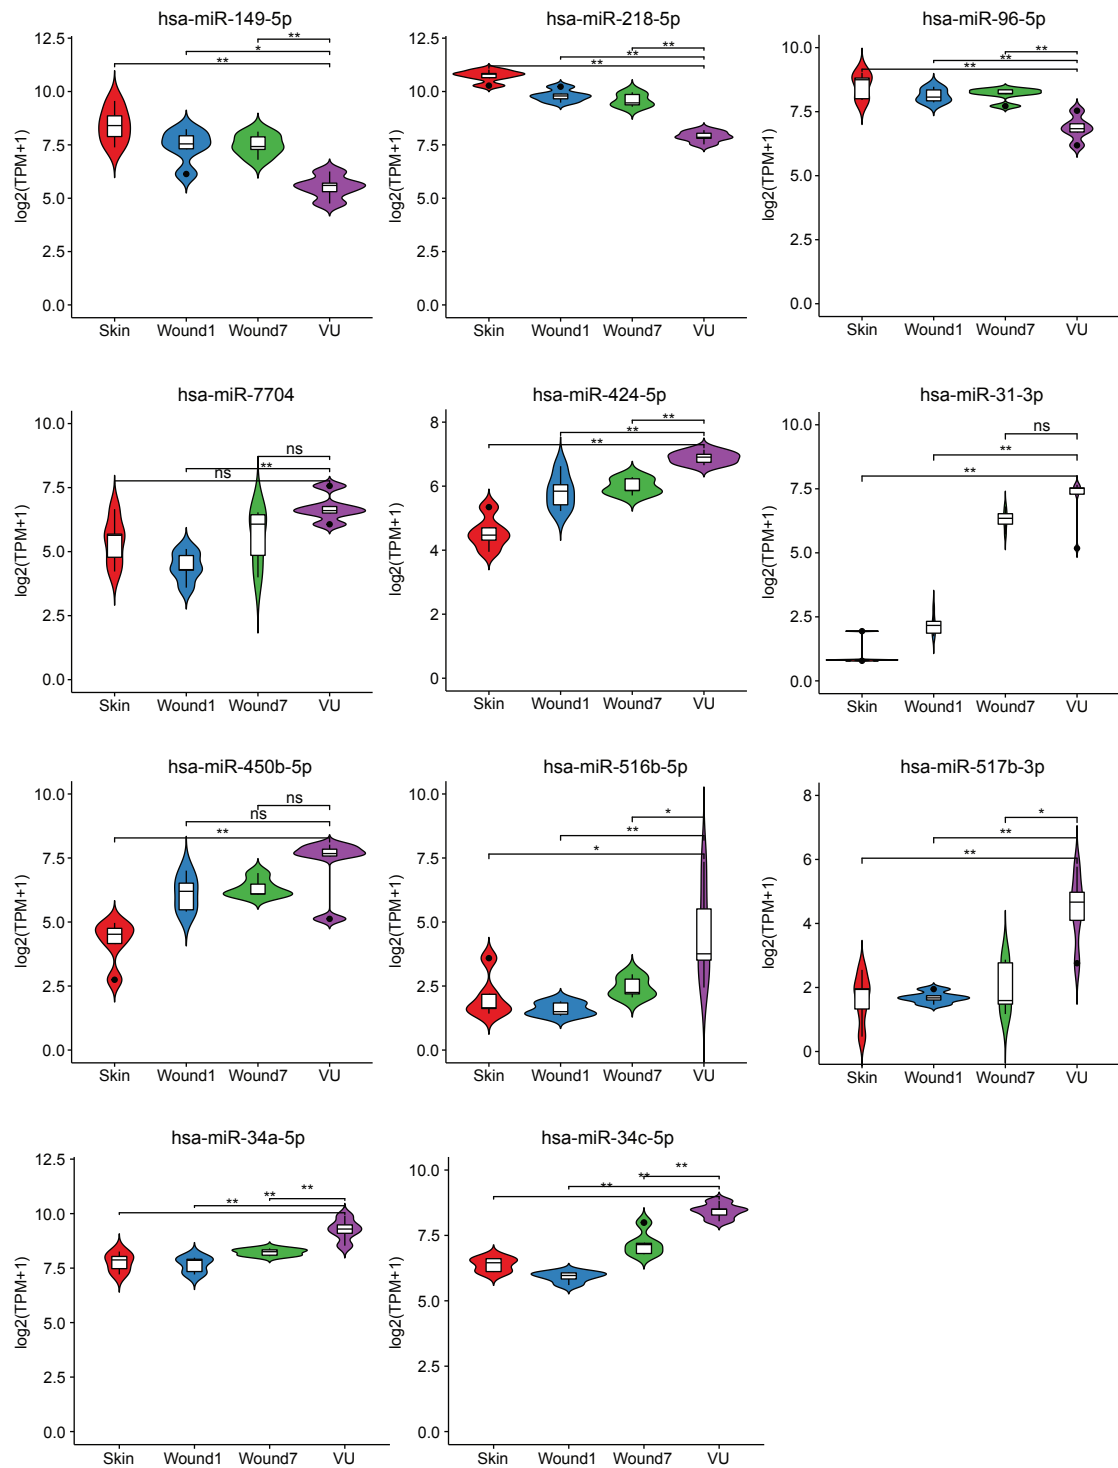 hsa-miR-149-5p
12.5
10.0
7.5
5.0
2.5
0.0
log2(TPM+1)
**
*
**
Skin Wound1 Wound7 VU
hsa-miR-218-5p
12.5
10.0
7.5
5.0
2.5
0.0
log2(TPM+1)
**
**
**
Skin Wound1 Wound7 VU
hsa-miR-96-5p
10.0
7.5
5.0
2.5
0.0
log2(TPM+1)
**
**
**
Skin Wound1 Wound7 VU
hsa-miR-7704
10.0
7.5
5.0
2.5
0.0
log2(TPM+1)
ns
**
ns
Skin Wound1 Wound7 VU
hsa-miR-424-5p
8
6
4
2
0
log2(TPM+1)
**
**
**
Skin Wound1 Wound7 VU
hsa-miR-31-3p
10.0
7.5
5.0
2.5
0.0
log2(TPM+1)
ns
**
**
Skin Wound1 Wound7 VU
hsa-miR-450b-5p
10.0
7.5
5.0
2.5
0.0
log2(TPM+1)
ns
ns
**
Skin Wound1 Wound7 VU
hsa-miR-516b-5p
10.0
7.5
5.0
2.5
0.0
log2(TPM+1)
*
**
*
Skin Wound1 Wound7 VU
hsa-miR-517b-3p
8
6
4
2
0
log2(TPM+1)
*
**
**
Skin Wound1 Wound7 VU
hsa-miR-34a-5p
12.5
10.0
7.5
5.0
2.5
0.0
log2(TPM+1)
**
**
**
Skin Wound1 Wound7 VU
hsa-miR-34c-5p
10.0
7.5
5.0
2.5
0.0
log2(TPM+1)
**
**
**
Skin Wound1 Wound7 VU